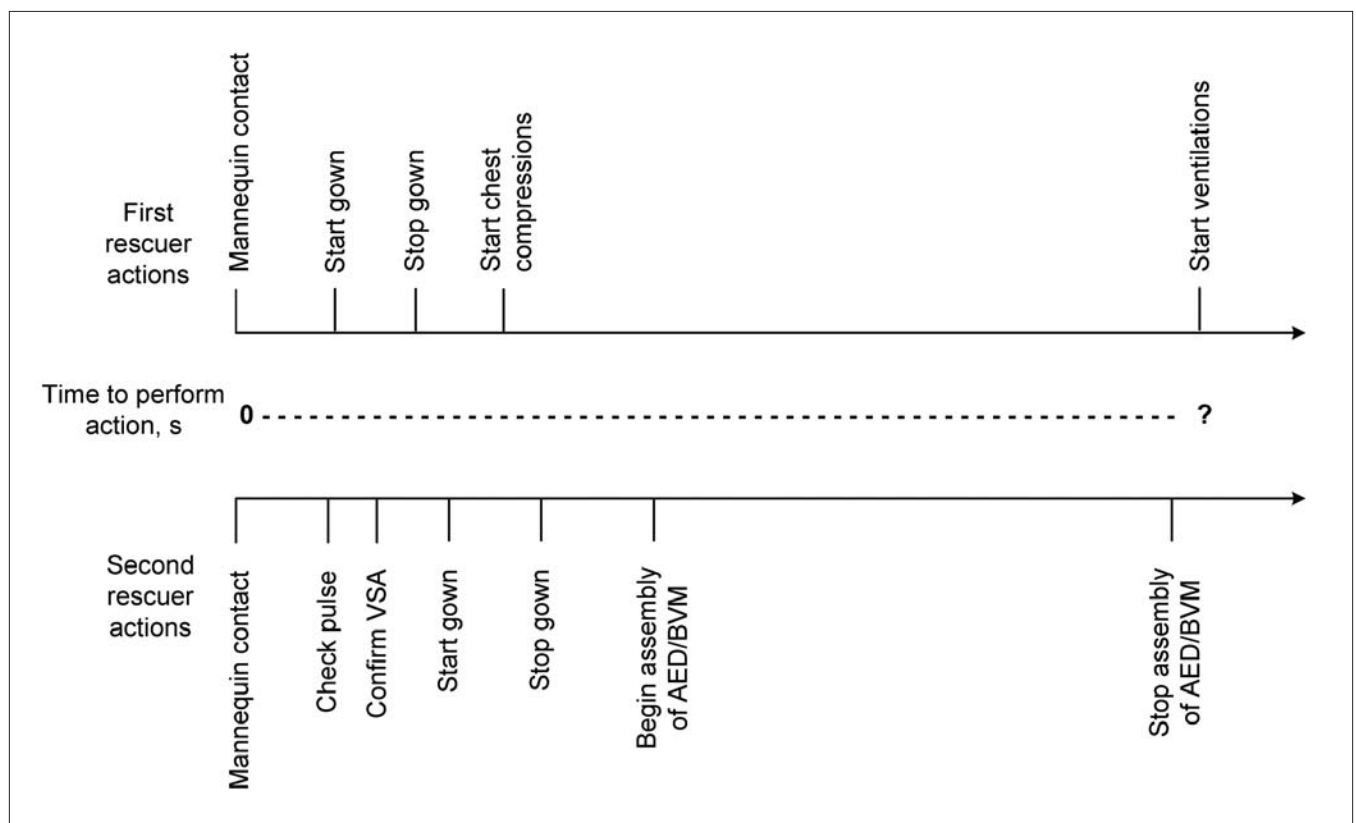 Mannequin contact
Start gown
Stop gown
Start chest
compressions
Start ventilations
First
rescuer
actions
Time to perform
action, s
0
?
Second
rescuer
actions
Mannequin contact
Check pulse
Confirm VSA
Start gown
Stop gown
Begin assembly
of AED/BVM
Stop assembly
of AED/BVM